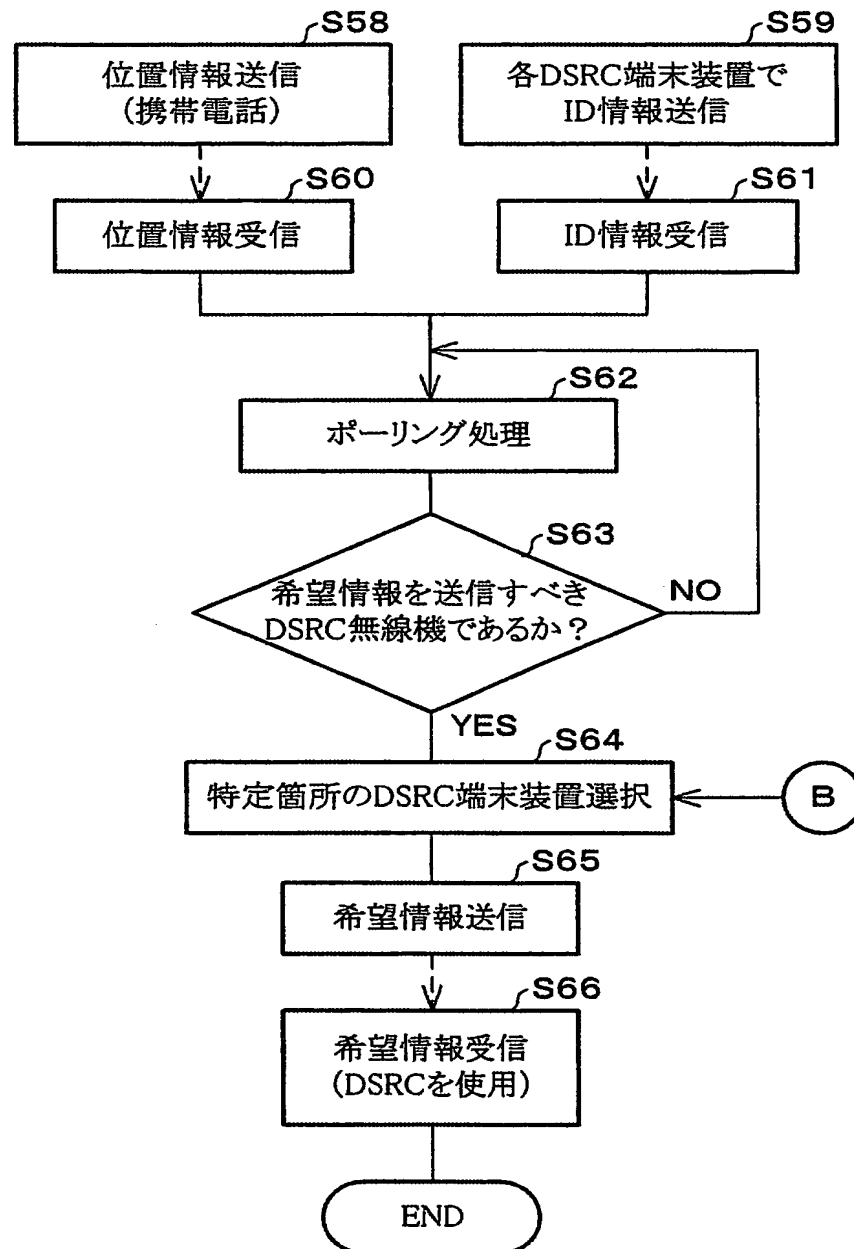 S58
位置情報送信
(携帯電話)
S59
各DSRC端末装置で
ID情報送信
S60
位置情報受信
S61
ID情報受信
S62
ポーリング処理
S63
希望情報を送信すべき
DSRC無線機であるか?
NO
YES
S64
特定箇所のDSRC端末装置選択
B
S65
希望情報送信
S66
希望情報受信
(DSRCを使用)
END